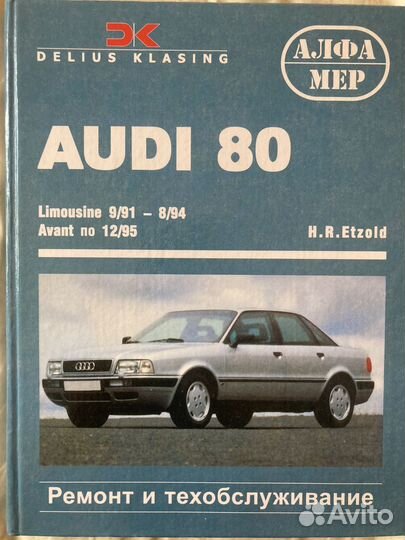 DK
DELIUS KLASING
АЛФА
МЕР
AUDI 80
Limousine 9/91 – 8/94
Avant по 12/95
H.R.Etzold
Ремонт и техобслуживание
Avito